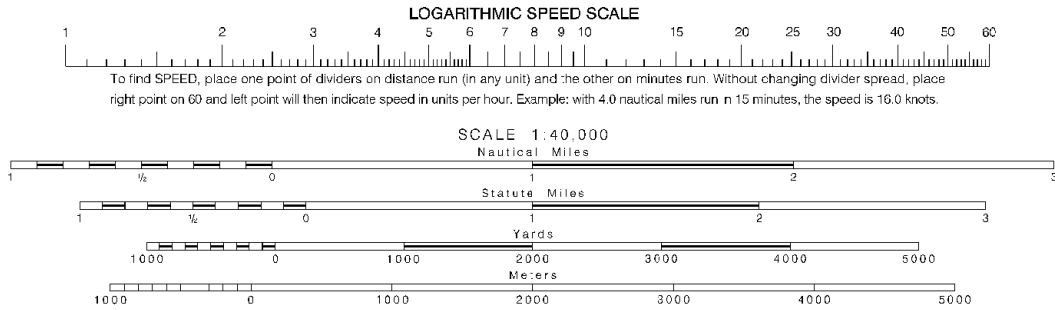 LOGARITHMIC SPEED SCALE
1 2 3 4 5 6 7 8 9 10 15 20 25 30 40 50 60
To find SPEED, place one point of dividers on distance run (in any unit) and the other on minutes run. Without changing divider spread, place
right point on 60 and left point will then indicate speed in units per hour. Example: with 4.0 nautical miles run n 15 minutes, the speed is 16.0 knots.
SCALE 1:40,000
Nautical Miles
1 ½ 0 1 2 3
Statute Miles
1 ½ 0 1 2 3
Yards
1000 0 1000 2000 3000 4000 5000
Meters
1000 0 1000 2000 3000 4000 5000